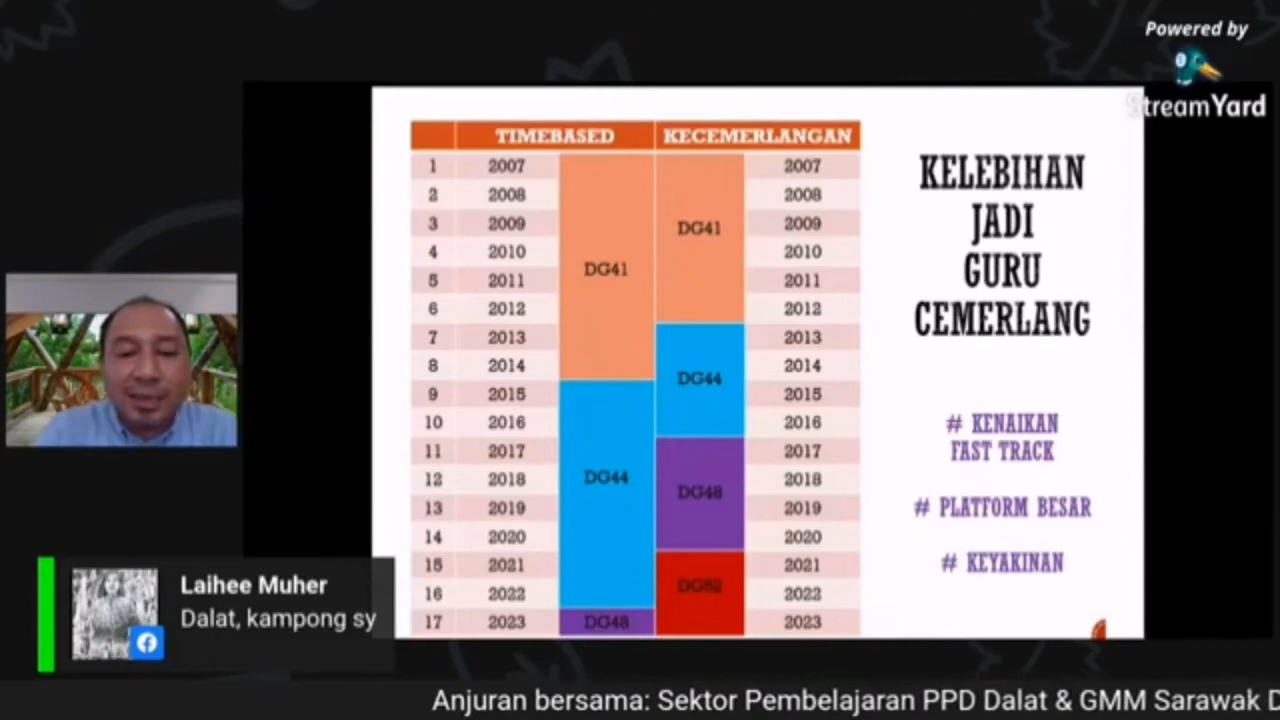 Powered by
StreamYard
TIMEBASED KECEMERLANGAN
1 2007 2007
2 2008 2008
3 2009 2009
4 2010 2010
5 2011 2011
6 2012 2012
7 2013 2013
8 2014 2014
9 2015 2015
10 2016 2016
11 2017 2017
12 2018 2018
13 2019 2019
14 2020 2020
15 2021 2021
16 2022 2022
17 2023 2023
DG41
DG44
DG48
DG41
DG44
DG48
DG52
KELEBIHAN
JADI
GURU
CEMERLANG
# KENAIKAN
FAST TRACK
# PLATFORM BESAR
# KEYAKINAN
Laihee Muher
Dalat, kampong sy
Anjuran bersama: Sektor Pembelajaran PPD Dalat & GMM Sarawak D